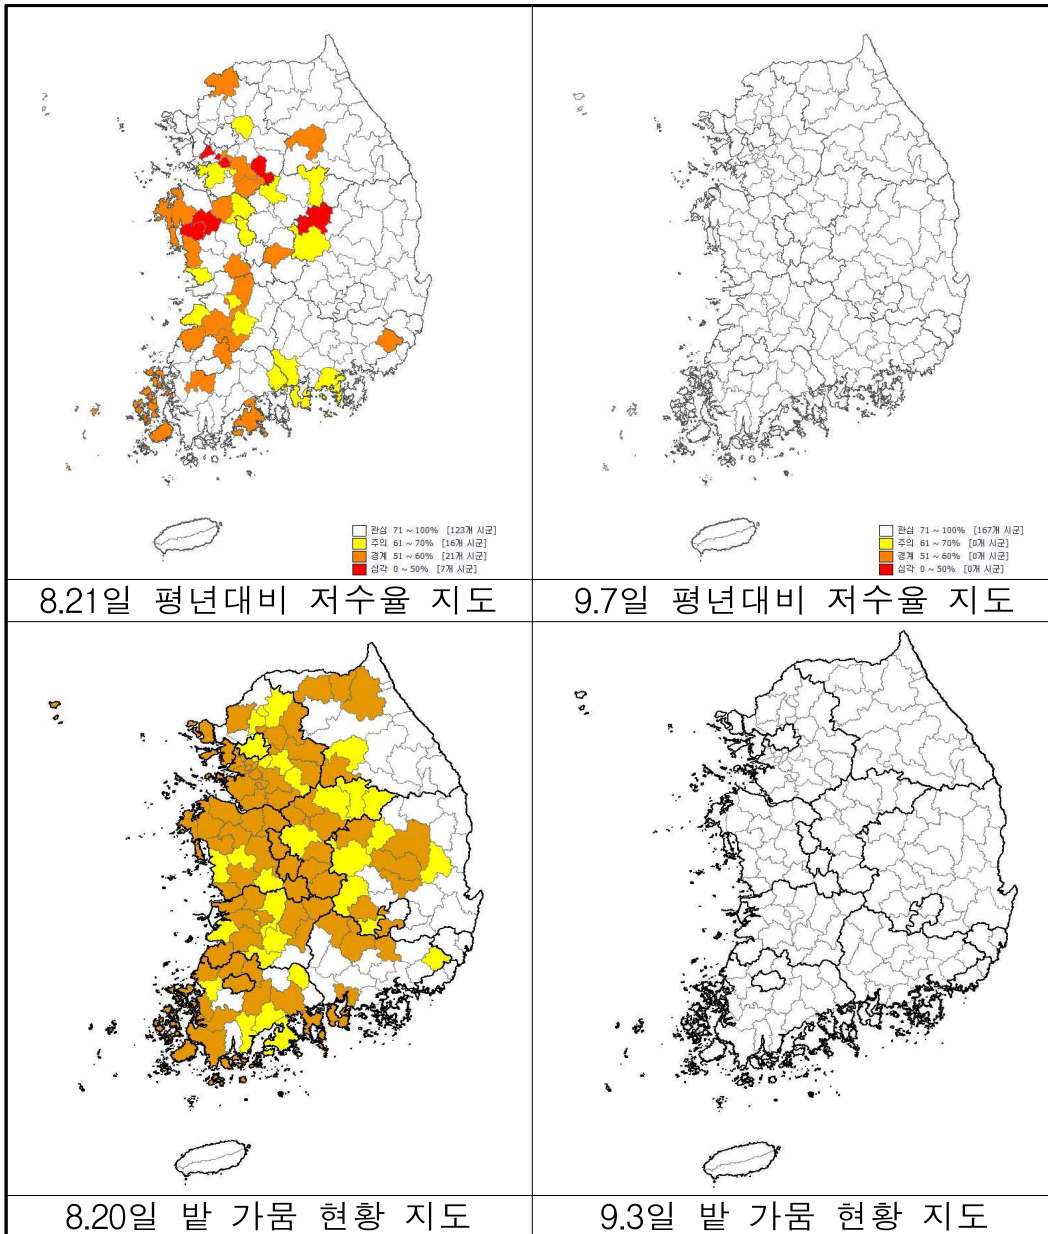 관심 71 ~ 100% [123개 시군]
주의 61 ~ 70% [16개 시군]
경계 51 ~ 60% [21개 시군]
심각 0 ~ 50% [7개 시군]
관심 71 ~ 100% [167개 시군]
주의 61 ~ 70% [0개 시군]
경계 51 ~ 60% [0개 시군]
심각 0 ~ 50% [0개 시군]
8.21일 평년대비 저수율 지도
9.7일 평년대비 저수율 지도
8.20일 밭 가뭄 현황 지도
9.3일 밭 가뭄 현황 지도